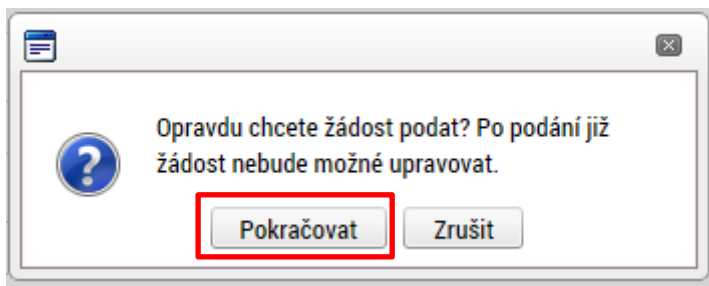 Opravdu chcete žádost podat? Po podání již
žádost nebude možné upravovat.
Pokračovat
Zrušit